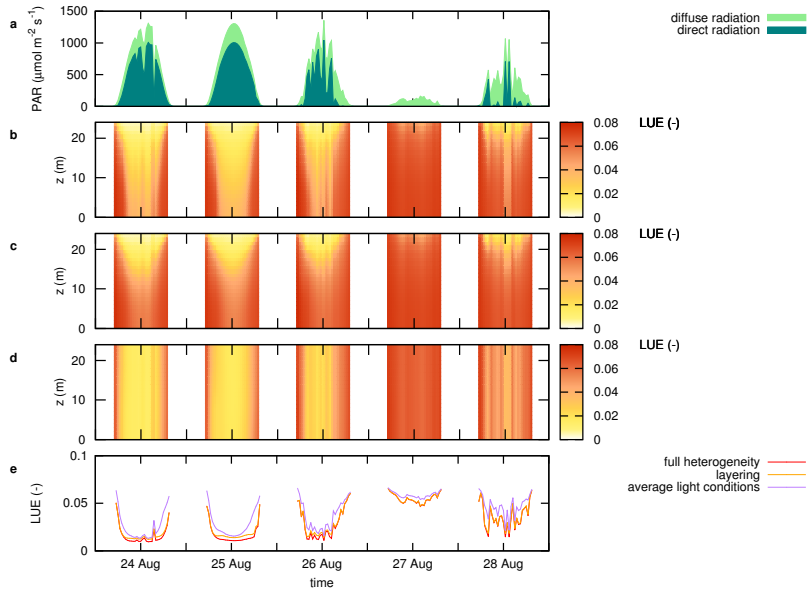 a
1500
1000
500
0
PAR (µmol m⁻² s⁻¹)
diffuse radiation
direct radiation
b
20
10
0
z (m)
0.08
0.06
0.04
0.02
0
LUE (-)
c
20
10
0
z (m)
0.08
0.06
0.04
0.02
0
LUE (-)
d
20
10
0
z (m)
0.08
0.06
0.04
0.02
0
LUE (-)
e
0.1
0.05
0
LUE (-)
full heterogeneity
layering
average light conditions
24 Aug 25 Aug 26 Aug 27 Aug 28 Aug
time